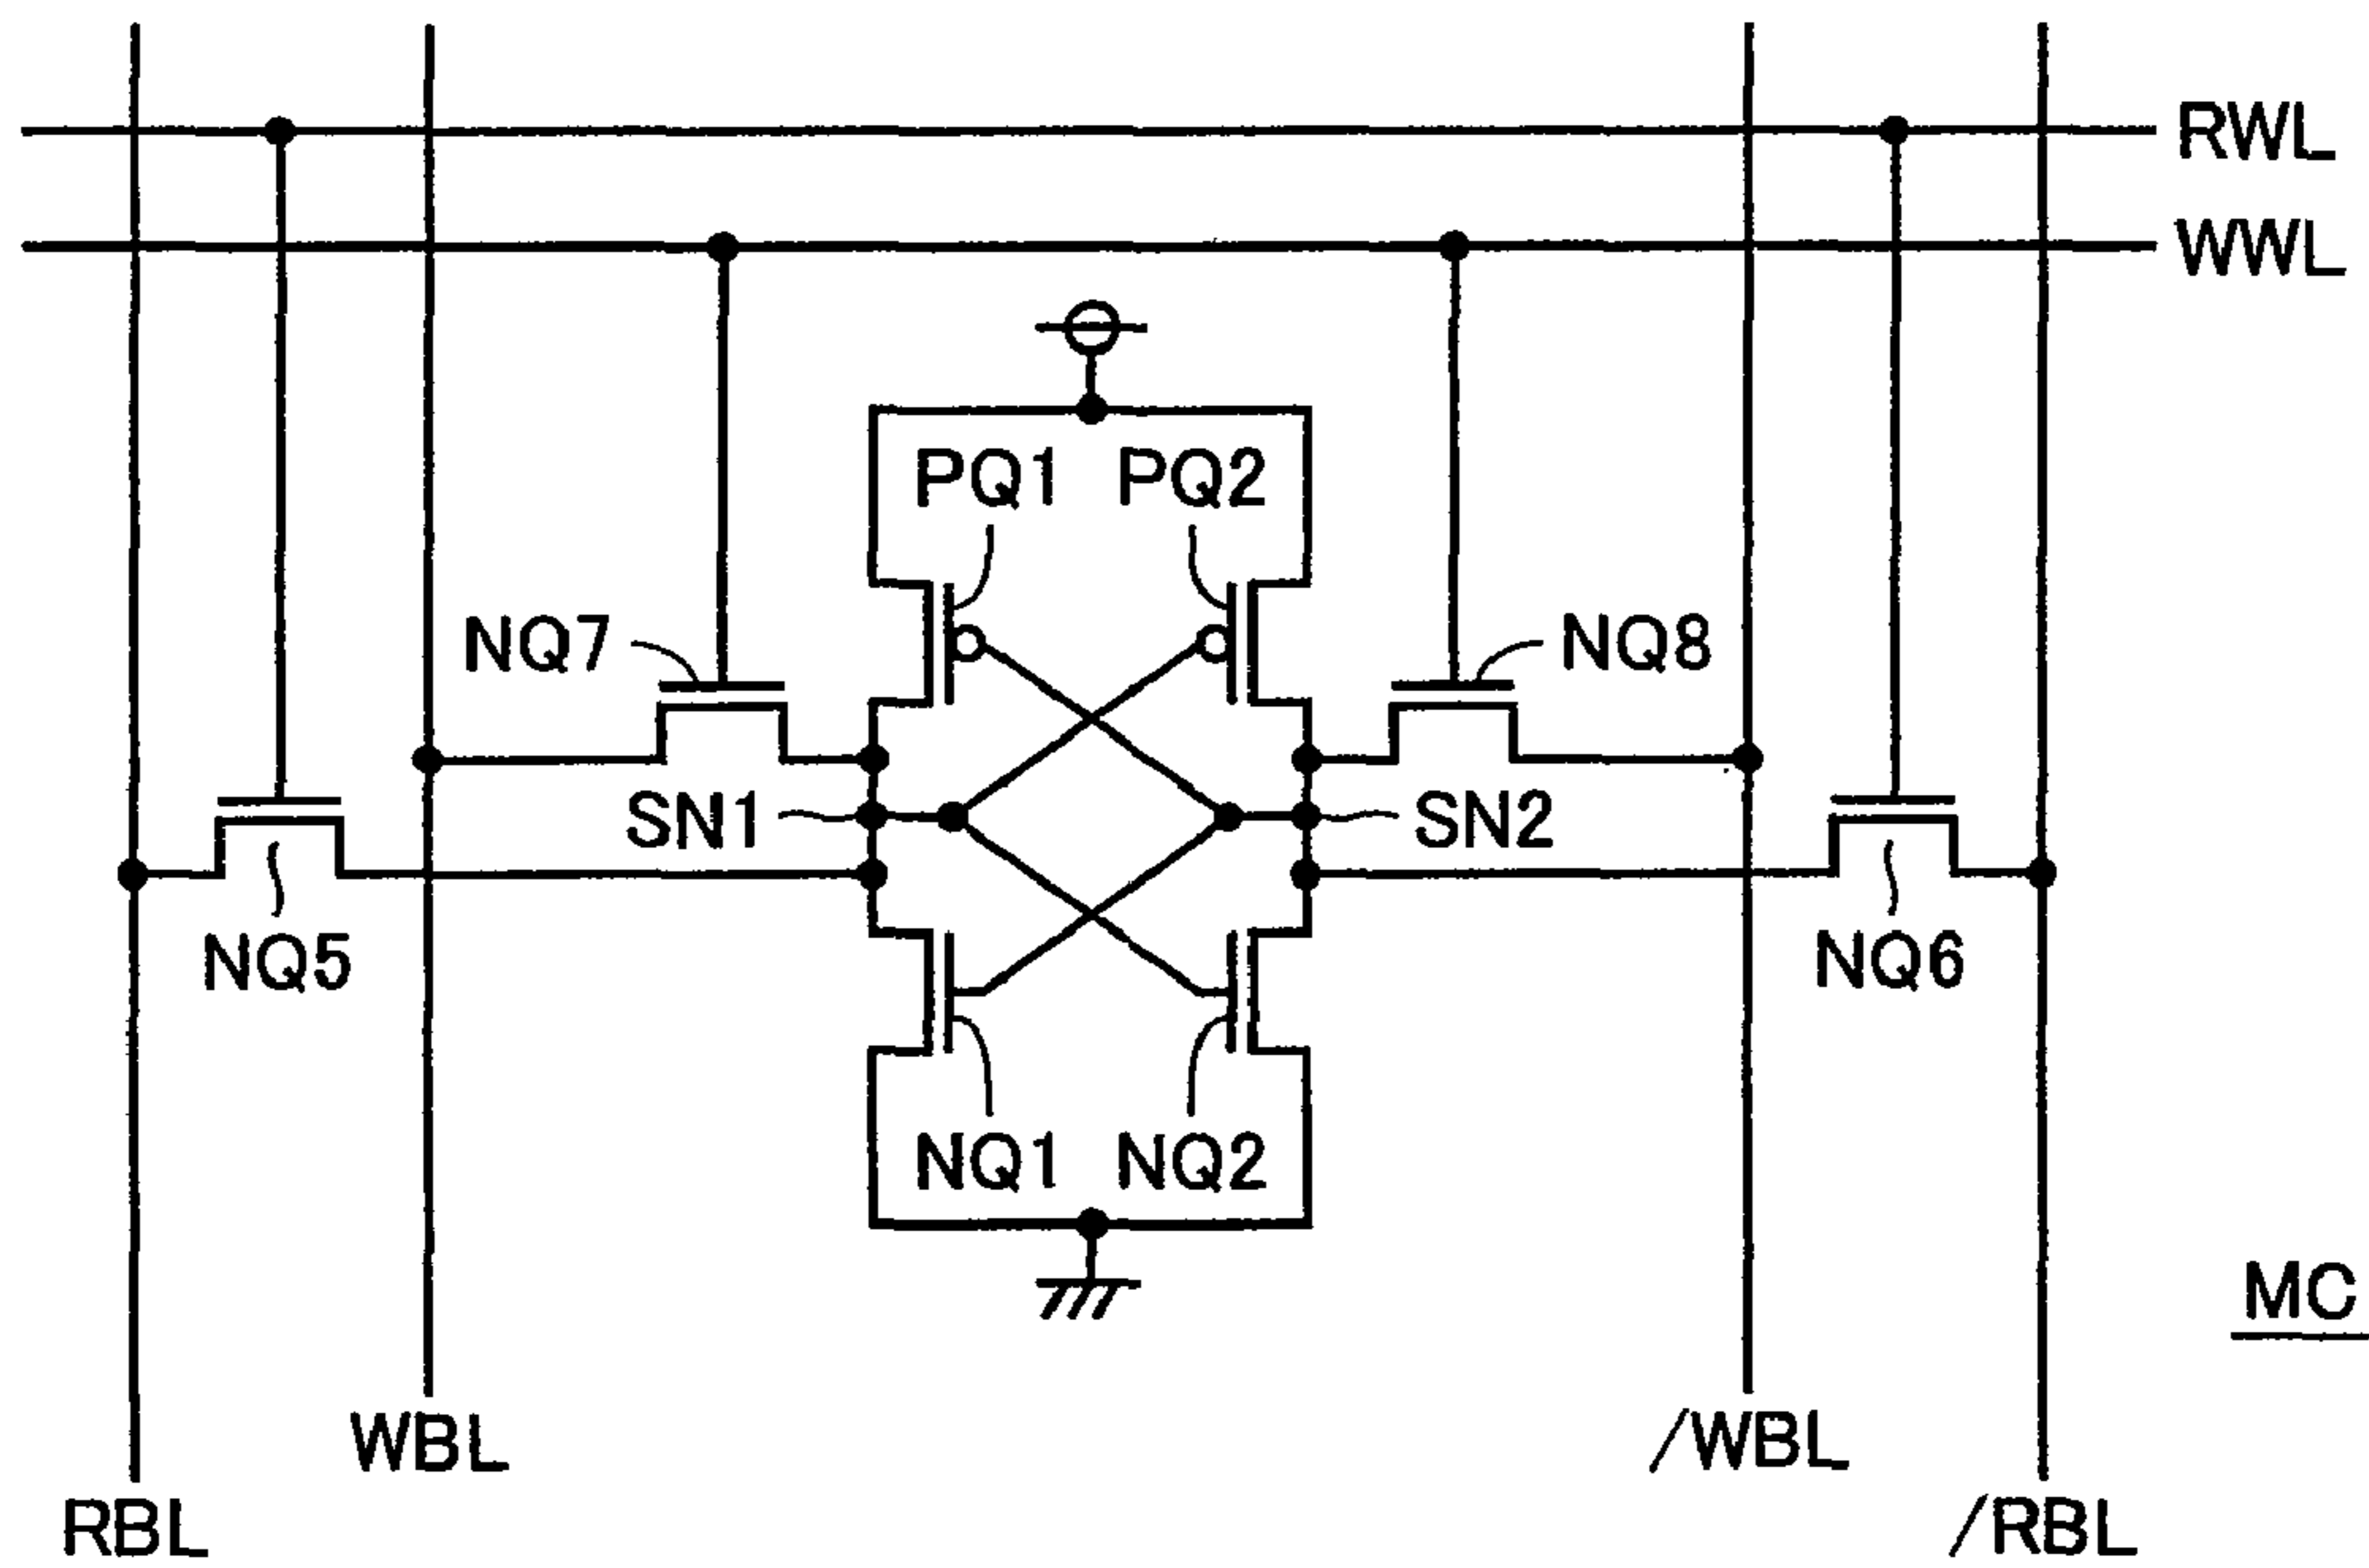 RWL
WWL
PQ1 PQ2
NQ7 NQ8
SN1 SN2
NQ5 NQ6
NQ1 NQ2
MC
WBL /WBL
RBL /RBL